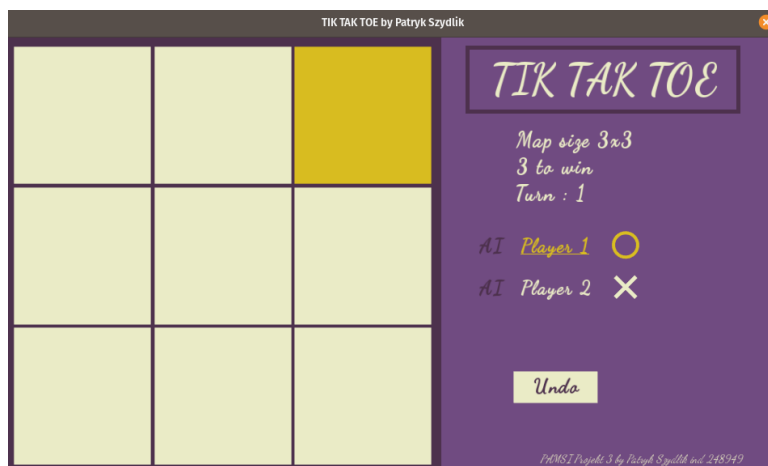 TIK TAK TOE by Patryk Szydlik
TIK TAK TOE
Map size 3x3
3 to win
Turn : 1
AI Player 1
AI Player 2
Undo
PAMSI Projekt 3 by Patryk Szydlik ind 248949